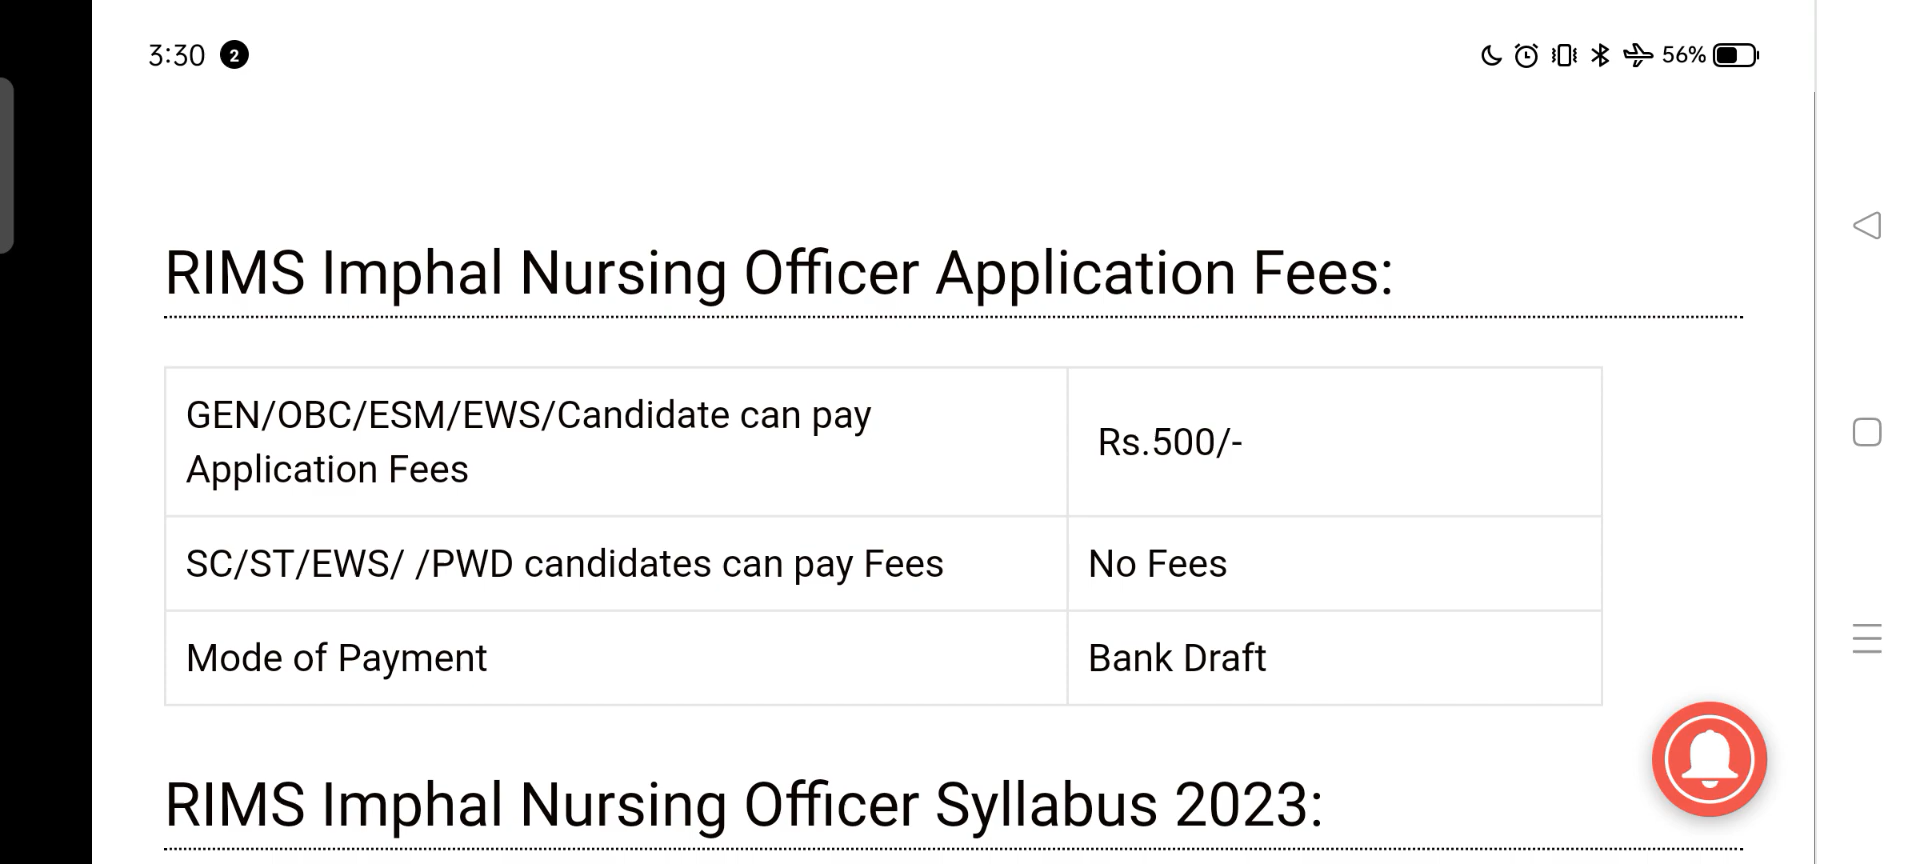 3:30 2 56%
RIMS Imphal Nursing Officer Application Fees:
GEN/OBC/ESM/EWS/Candidate can pay
Application Fees
Rs.500/-
SC/ST/EWS/ /PWD candidates can pay Fees
No Fees
Mode of Payment
Bank Draft
RIMS Imphal Nursing Officer Syllabus 2023: